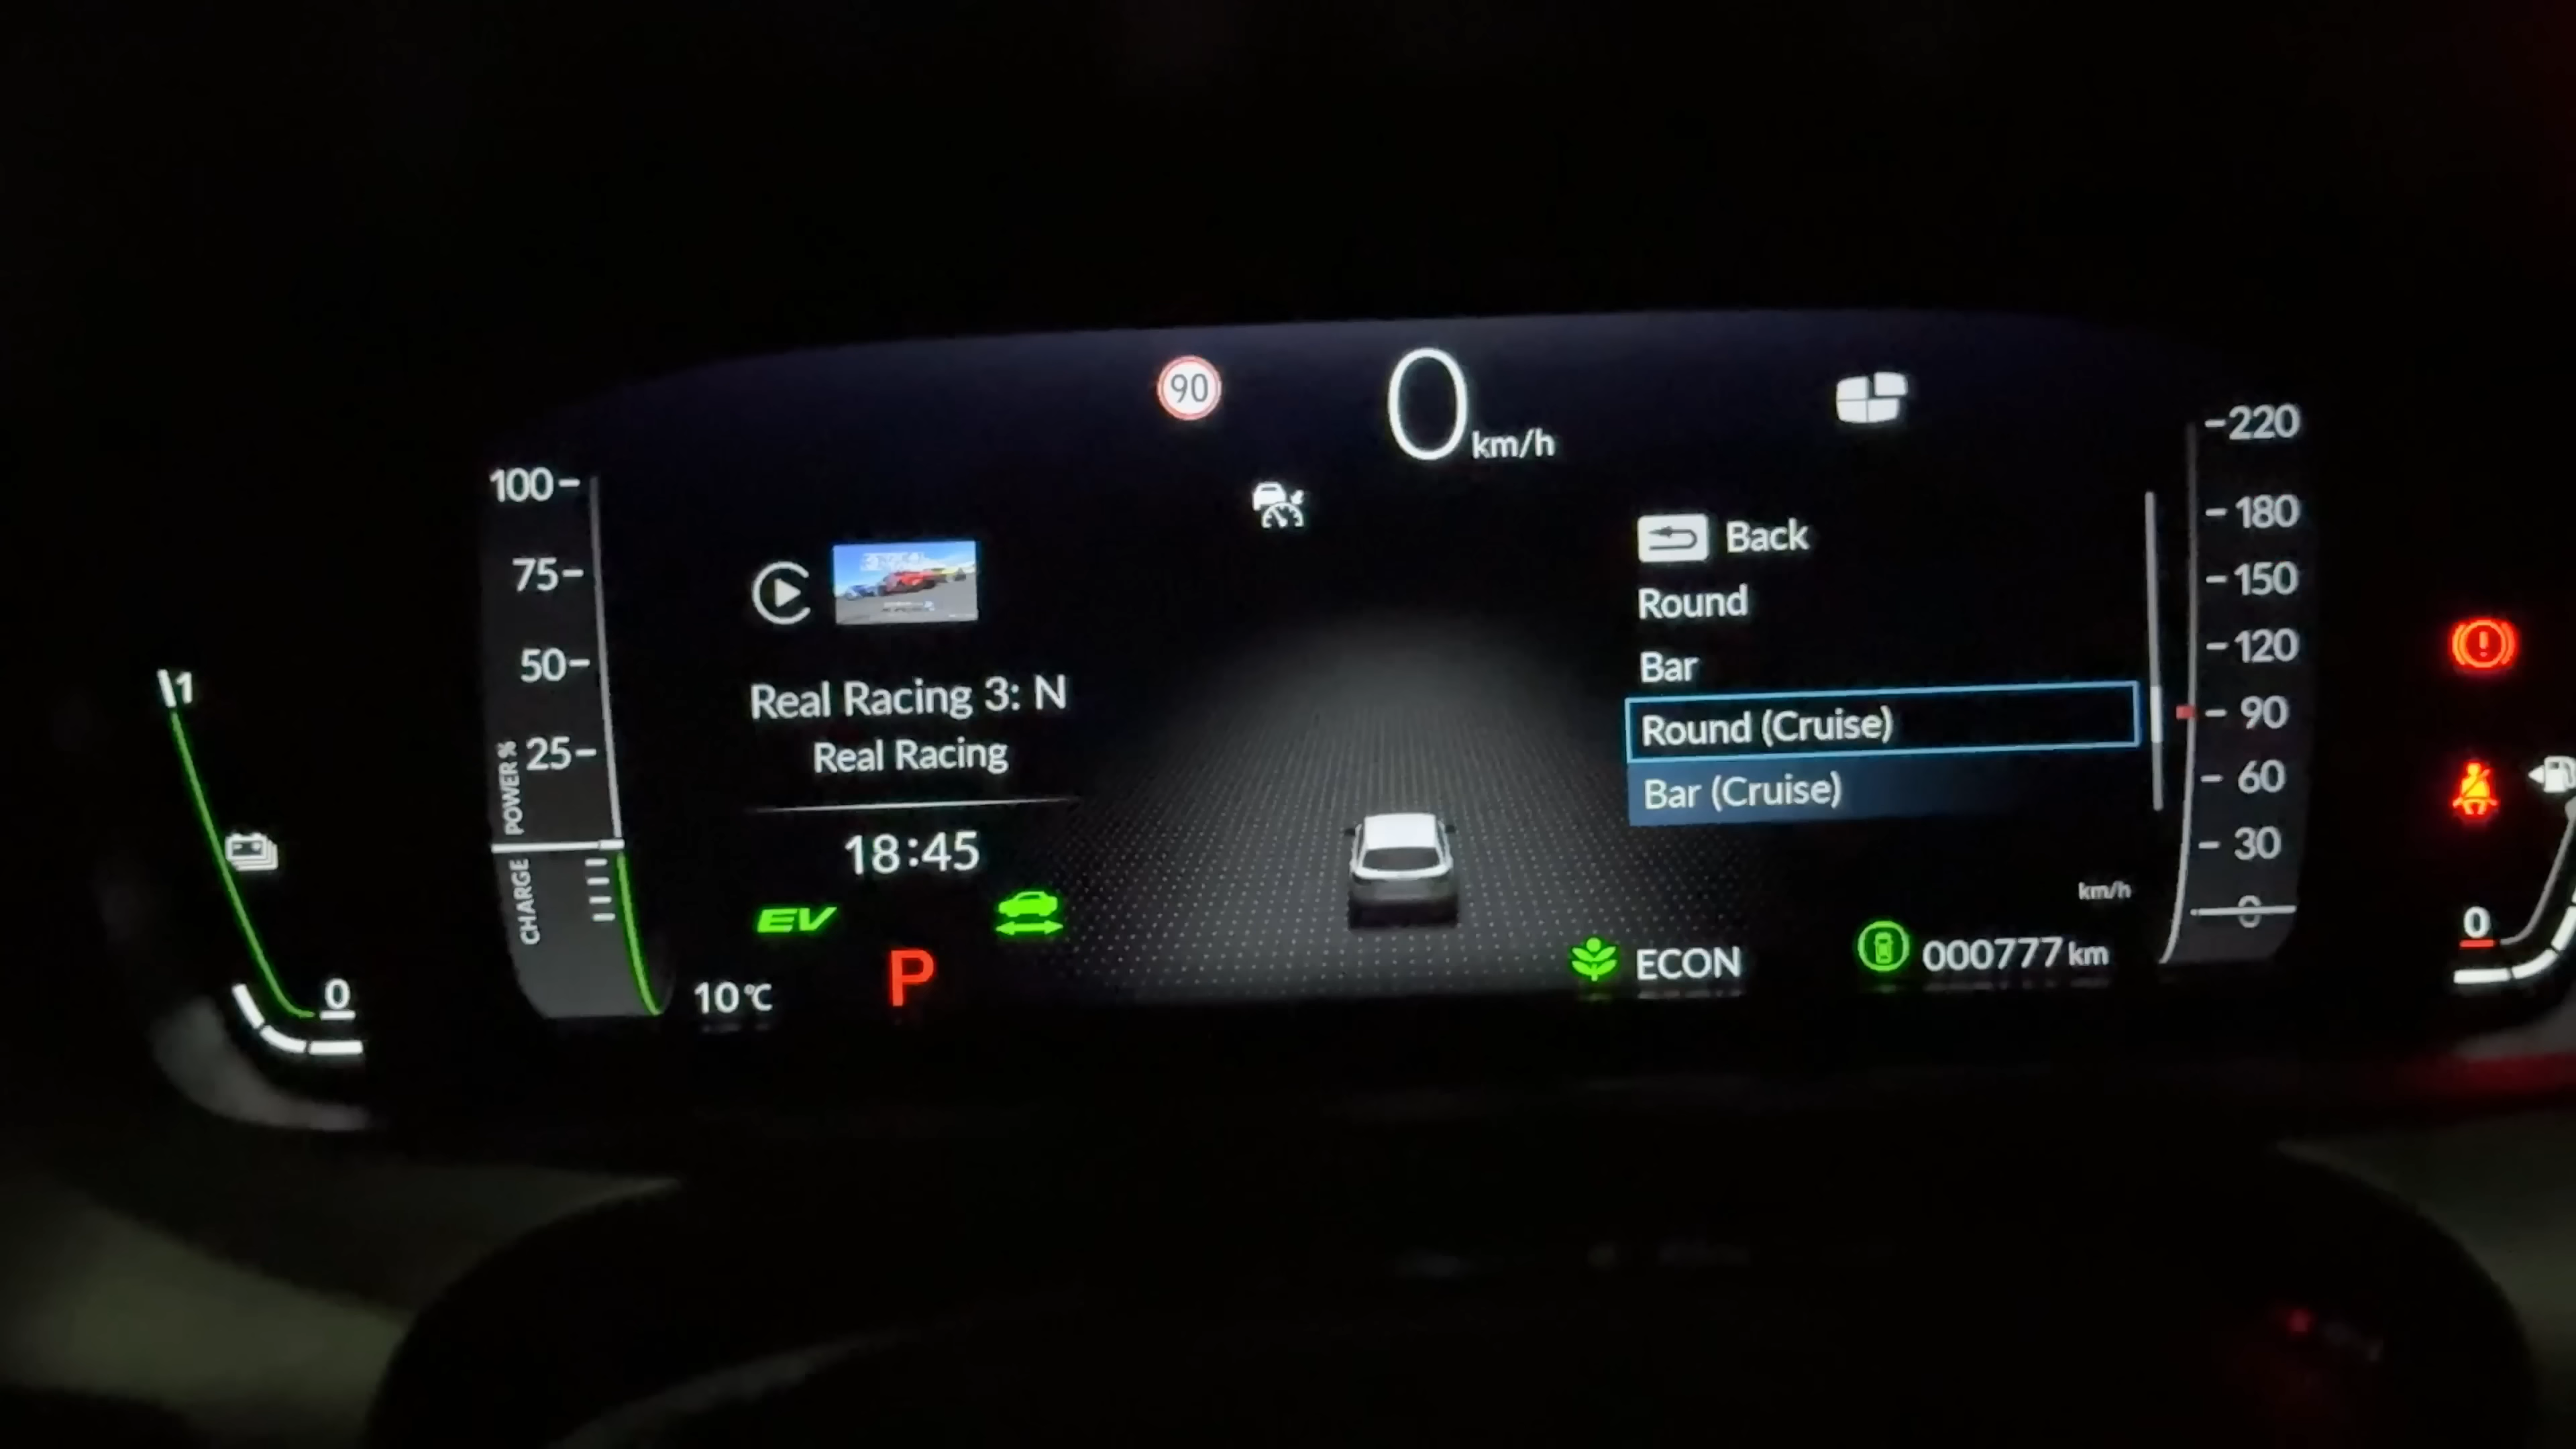 90
0 km/h
100
75
50
25
POWER %
CHARGE
1
0
Real Racing 3: N
Real Racing
18:45
EV
10°C
P
Back
Round
Bar
Round (Cruise)
Bar (Cruise)
220
180
150
120
90
60
30
0
km/h
ECON
000777 km
0